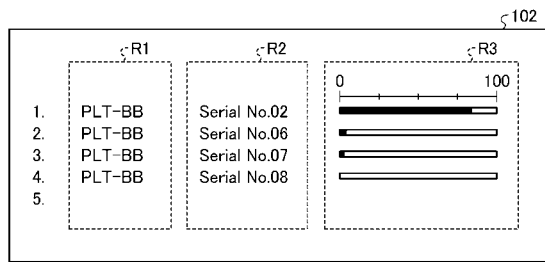 102
R1 R2 R3
0 100
1. PLT-BB Serial No.02
2. PLT-BB Serial No.06
3. PLT-BB Serial No.07
4. PLT-BB Serial No.08
5.